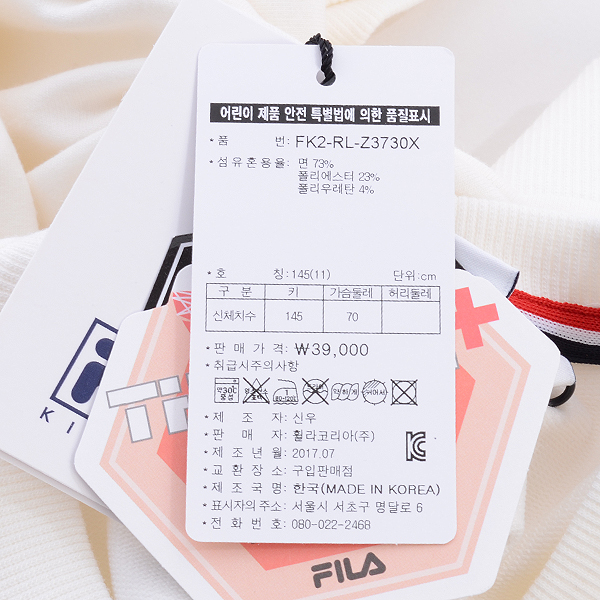 어린이 제품 안전 특별법에 의한 품질표시
*품 번: FK2-RL-Z3730X
*섬유혼용율: 면 73%
폴리에스터 23%
폴리우레탄 4%
*호 칭: 145(11) 단위: cm
구 분 키 가슴둘레 허리둘레
신체치수 145 70
*판 매 가 격: ₩39,000
*취급시주의사항
약30℃ 중성
*제 조 자: 신우
*판 매 자: 휠라코리아(주)
*제 조 년 월: 2017.07
*교 환 장 소: 구입판매점
*제 조 국 명: 한국(MADE IN KOREA)
*표시자의주소: 서울시 서초구 명달로 6
*전 화 번 호: 080-022-2468
FILA
KI